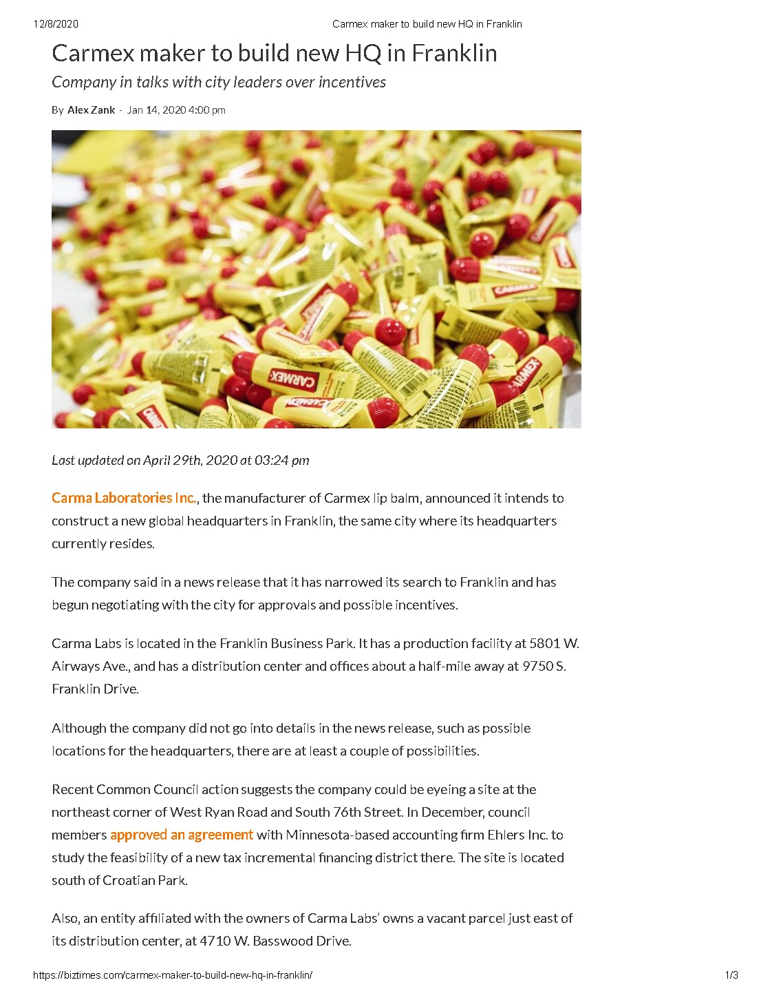 12/8/2020 Carmex maker to build new HQ in Franklin
Carmex maker to build new HQ in Franklin
Company in talks with city leaders over incentives
By Alex Zank - Jan 14, 2020 4:00 pm
CARMEX
CARMEX
CARMEX
CARMEX
CARMEX
CARMEX
Last updated on April 29th, 2020 at 03:24 pm
Carma Laboratories Inc., the manufacturer of Carmex lip balm, announced it intends to
construct a new global headquarters in Franklin, the same city where its headquarters
currently resides.
The company said in a news release that it has narrowed its search to Franklin and has
begun negotiating with the city for approvals and possible incentives.
Carma Labs is located in the Franklin Business Park. It has a production facility at 5801 W.
Airways Ave., and has a distribution center and offices about a half-mile away at 9750 S.
Franklin Drive.
Although the company did not go into details in the news release, such as possible
locations for the headquarters, there are at least a couple of possibilities.
Recent Common Council action suggests the company could be eyeing a site at the
northeast corner of West Ryan Road and South 76th Street. In December, council
members approved an agreement with Minnesota-based accounting firm Ehlers Inc. to
study the feasibility of a new tax incremental financing district there. The site is located
south of Croatian Park.
Also, an entity affiliated with the owners of Carma Labs' owns a vacant parcel just east of
its distribution center, at 4710 W. Basswood Drive.
https://biztimes.com/carmex-maker-to-build-new-hq-in-franklin/ 1/3